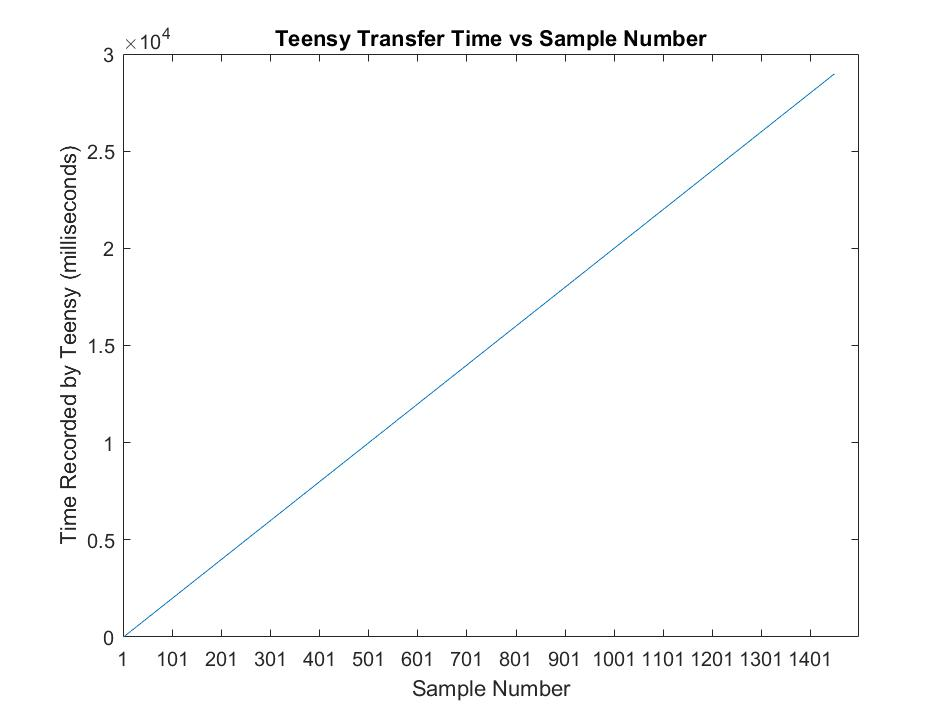 Teensy Transfer Time vs Sample Number
×10⁴
3
2.5
2
1.5
1
0.5
0
Time Recorded by Teensy (milliseconds)
1 101 201 301 401 501 601 701 801 901 1001 1101 1201 1301 1401
Sample Number